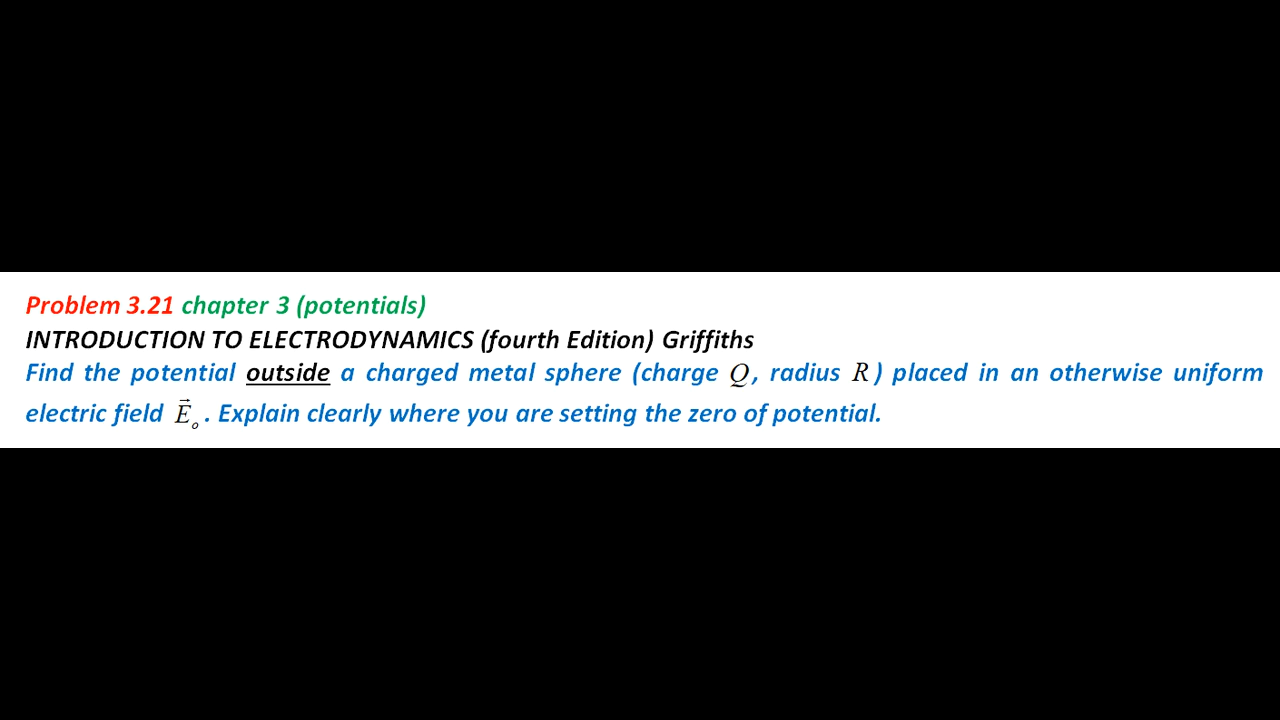 Problem 3.21 chapter 3 (potentials)
INTRODUCTION TO ELECTRODYNAMICS (fourth Edition) Griffiths
Find the potential outside a charged metal sphere (charge Q, radius R) placed in an otherwise uniform
electric field E⃗ₒ. Explain clearly where you are setting the zero of potential.